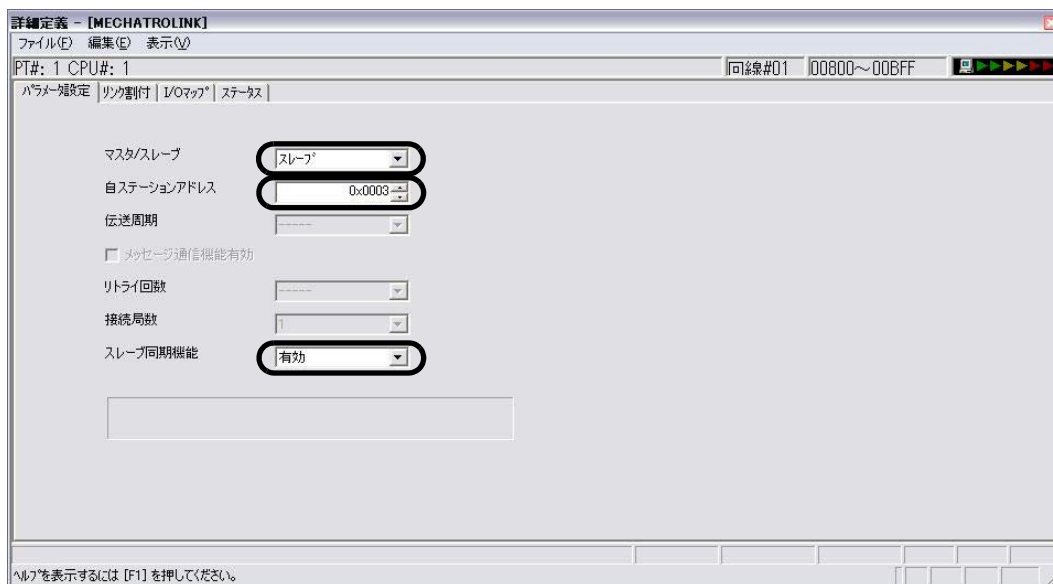 詳細定義 - [MECHATROLINK]
ファイル(F) 編集(E) 表示(V)
PT#: 1 CPU#: 1 回線#01 00800～00BFF
パラメータ設定 リンク割付 I/Oマップ ステータス
マスタ/スレーブ スレーブ
自ステーションアドレス 0x0003
伝送周期 -----
メッセージ通信機能有効
リトライ回数 -----
接続局数 1
スレーブ同期機能 有効
ヘルプを表示するには [F1] を押してください。